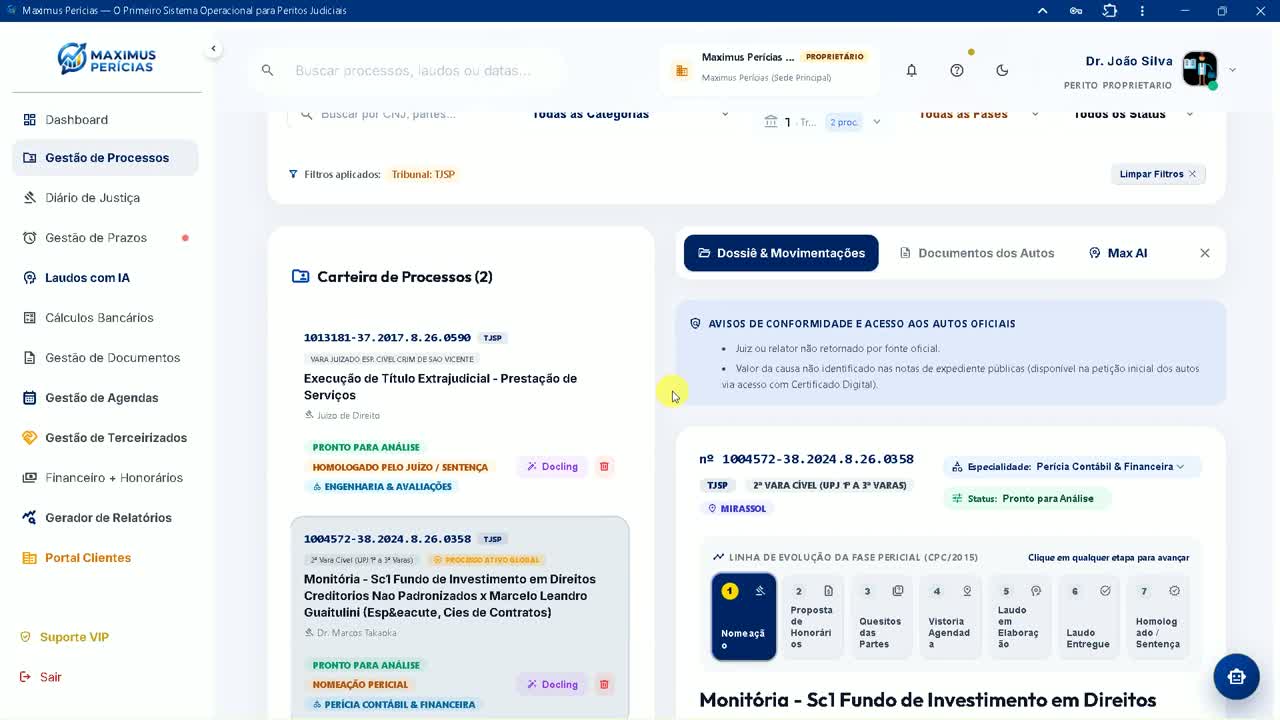 Maximus Perícias — O Primeiro Sistema Operacional para Peritos Judiciais
MAXIMUS
PERÍCIAS
Buscar processos, laudos ou datas...
Maximus Perícias ... PROPRIETÁRIO
Maximus Perícias (Sede Principal)
Dr. João Silva
PERITO PROPRIETARIO
Dashboard
Gestão de Processos
Diário de Justiça
Gestão de Prazos
Laudos com IA
Cálculos Bancários
Gestão de Documentos
Gestão de Agendas
Gestão de Terceirizados
Financeiro + Honorários
Gerador de Relatórios
Portal Clientes
Suporte VIP
Sair
Buscar por CNJ, partes...
Todas as Categorias
1 Tr... 2 proc.
Todas as Fases
Todos os Status
Filtros aplicados: Tribunal: TJSP
Limpar Filtros
Carteira de Processos (2)
1013181-37.2017.8.26.0590 TJSP
VARA JUIZADO ESP. CIVEL CRIM DE SAO VICENTE
Execução de Título Extrajudicial - Prestação de
Serviços
Juizo de Direito
PRONTO PARA ANÁLISE
HOMOLOGADO PELO JUÍZO / SENTENÇA
Docling
ENGENHARIA & AVALIAÇÕES
1004572-38.2024.8.26.0358 TJSP
2ª Vara Cível (UPJ 1ª a 3ª Varas) PROCESSO ATIVO GLOBAL
Monitória - Sc1 Fundo de Investimento em Direitos
Creditorios Nao Padronizados x Marcelo Leandro
Guaitulini (Esp&eacute, Cies de Contratos)
Dr. Marcos Takaoka
PRONTO PARA ANÁLISE
NOMEAÇÃO PERICIAL
Docling
PERÍCIA CONTÁBIL & FINANCEIRA
Dossiê & Movimentações
Documentos dos Autos
Max AI
AVISOS DE CONFORMIDADE E ACESSO AOS AUTOS OFICIAIS
• Juiz ou relator não retornado por fonte oficial.
• Valor da causa não identificado nas notas de expediente públicas (disponível na petição inicial dos autos
via acesso com Certificado Digital).
nº 1004572-38.2024.8.26.0358
TJSP 2ª VARA CÍVEL (UPJ 1ª A 3ª VARAS)
MIRASSOL
Especialidade: Perícia Contábil & Financeira
Status: Pronto para Análise
LINHA DE EVOLUÇÃO DA FASE PERICIAL (CPC/2015)
Clique em qualquer etapa para avançar
1
Nomeaçã
o
2
Proposta
de
Honorári
os
3
Quesitos
das
Partes
4
Vistoria
Agendad
a
5
Laudo
em
Elaboraç
ão
6
Laudo
Entregue
7
Homolog
ado /
Sentença
Monitória - Sc1 Fundo de Investimento em Direitos